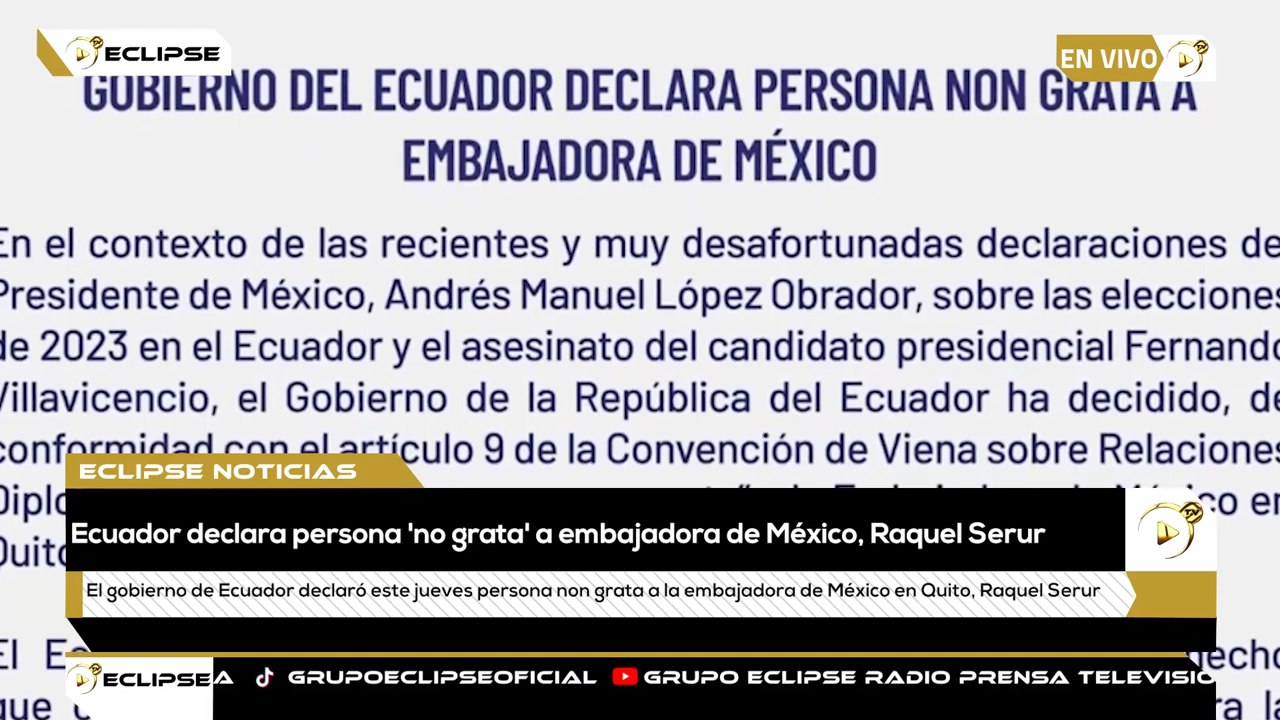 ECLIPSE
EN VIVO
GOBIERNO DEL ECUADOR DECLARA PERSONA NON GRATA A
EMBAJADORA DE MÉXICO
En el contexto de las recientes y muy desafortunadas declaraciones de
Presidente de México, Andrés Manuel López Obrador, sobre las elecciones
de 2023 en el Ecuador y el asesinato del candidato presidencial Fernando
Villavicencio, el Gobierno de la República del Ecuador ha decidido, de
conformidad con el artículo 9 de la Convención de Viena sobre Relaciones
ECLIPSE NOTICIAS
Ecuador declara persona 'no grata' a embajadora de México, Raquel Serur
El gobierno de Ecuador declaró este jueves persona non grata a la embajadora de México en Quito, Raquel Serur
El
que
ECLIPSE
GRUPOECLIPSEOFICIAL GRUPO ECLIPSE RADIO PRENSA TELEVISIO